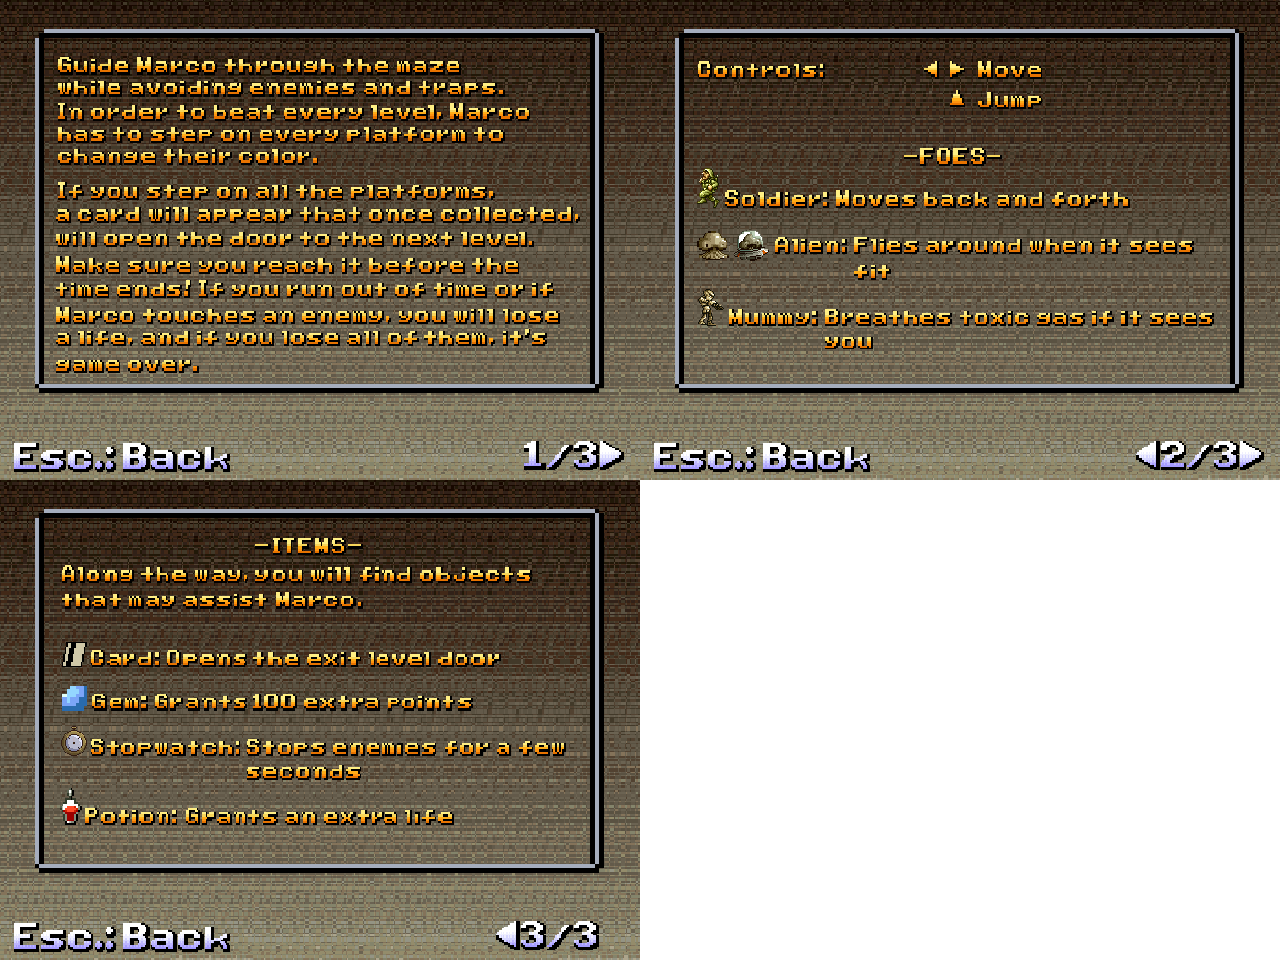 Guide Marco through the maze
while avoiding enemies and traps.
In order to beat every level, Marco
has to step on every platform to
change their color.
If you step on all the platforms,
a card will appear that once collected,
will open the door to the next level.
Make sure you reach it before the
time ends! If you run out of time or if
Marco touches an enemy, you will lose
a life, and if you lose all of them, it's
game over.
Esc.:Back
1/3
Controls:
Move
Jump
-FOES-
Soldier: Moves back and forth
Alien: Flies around when it sees
fit
Mummy: Breathes toxic gas if it sees
you
Esc.:Back
2/3
-ITEMS-
Along the way, you will find objects
that may assist Marco.
Card: Opens the exit level door
Gem: Grants 100 extra points
Stopwatch: Stops enemies for a few
seconds
Potion: Grants an extra life
Esc.:Back
3/3